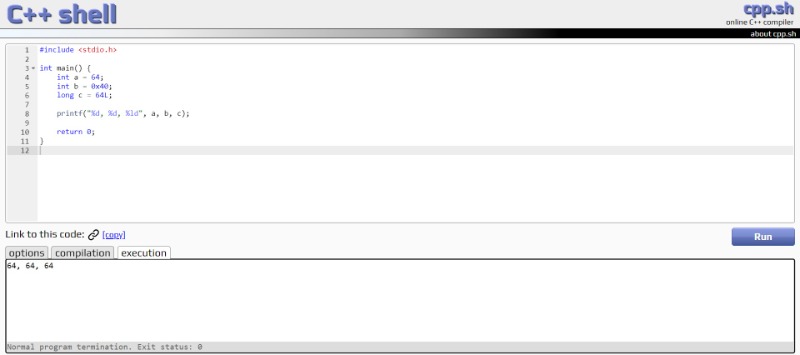 C++ shell
cpp.sh
online C++ compiler
about cpp.sh
1 #include <stdio.h>
2
3 int main() {
4 int a = 64;
5 int b = 0x40;
6 long c = 64L;
7
8 printf("%d, %d, %ld", a, b, c);
9
10 return 0;
11 }
12
Link to this code: [copy]
Run
options compilation execution
64, 64, 64
Normal program termination. Exit status: 0